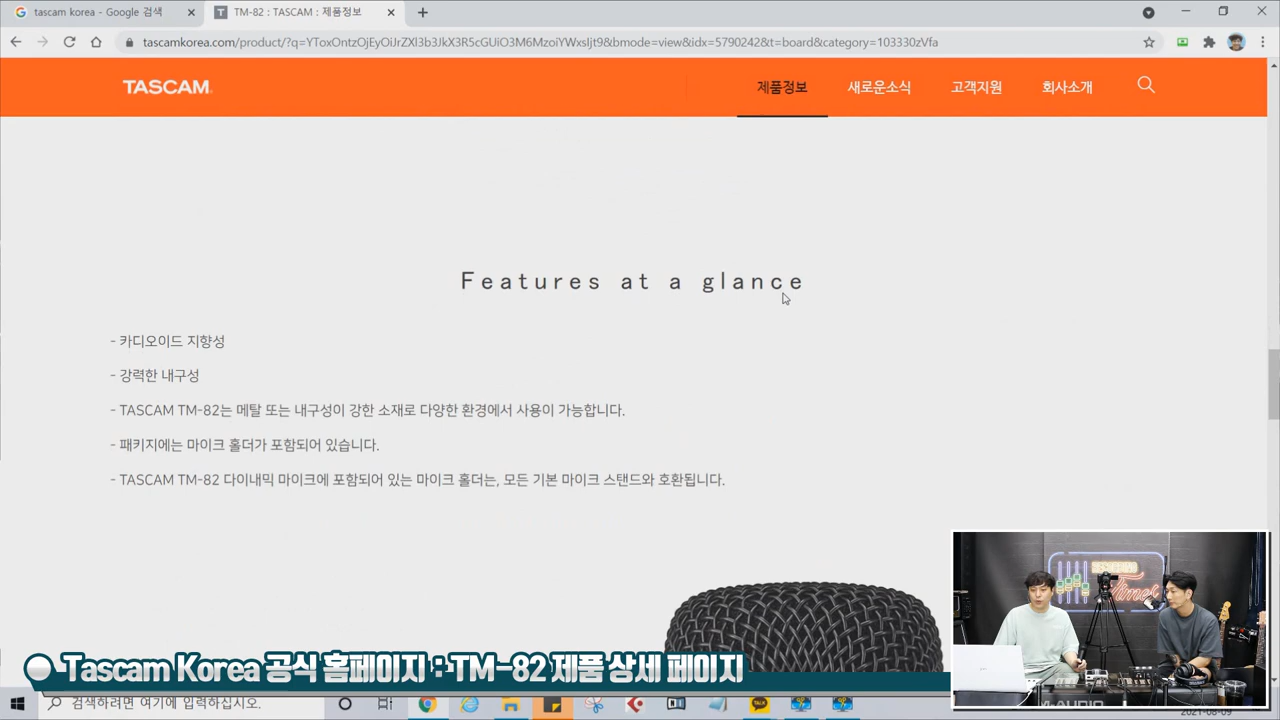 tascam korea - Google 검색
TM-82 : TASCAM : 제품정보
tascamkorea.com/product/?q=YToxOntzOjEyOiJrZXl3b3JkX3R5cGUiO3M6MzoiYWxsIjt9&bmode=view&idx=5790242&t=board&category=103330zVfa
TASCAM
제품정보
새로운소식
고객지원
회사소개
Features at a glance
- 카디오이드 지향성
- 강력한 내구성
- TASCAM TM-82는 메탈 또는 내구성이 강한 소재로 다양한 환경에서 사용이 가능합니다.
- 패키지에는 마이크 홀더가 포함되어 있습니다.
- TASCAM TM-82 다이내믹 마이크에 포함되어 있는 마이크 홀더는, 모든 기본 마이크 스탠드와 호환됩니다.
Timer
Tascam Korea 공식 홈페이지 : TM-82 제품 상세 페이지
검색하려면 여기에 입력하십시오.
TALK
2021-08-09